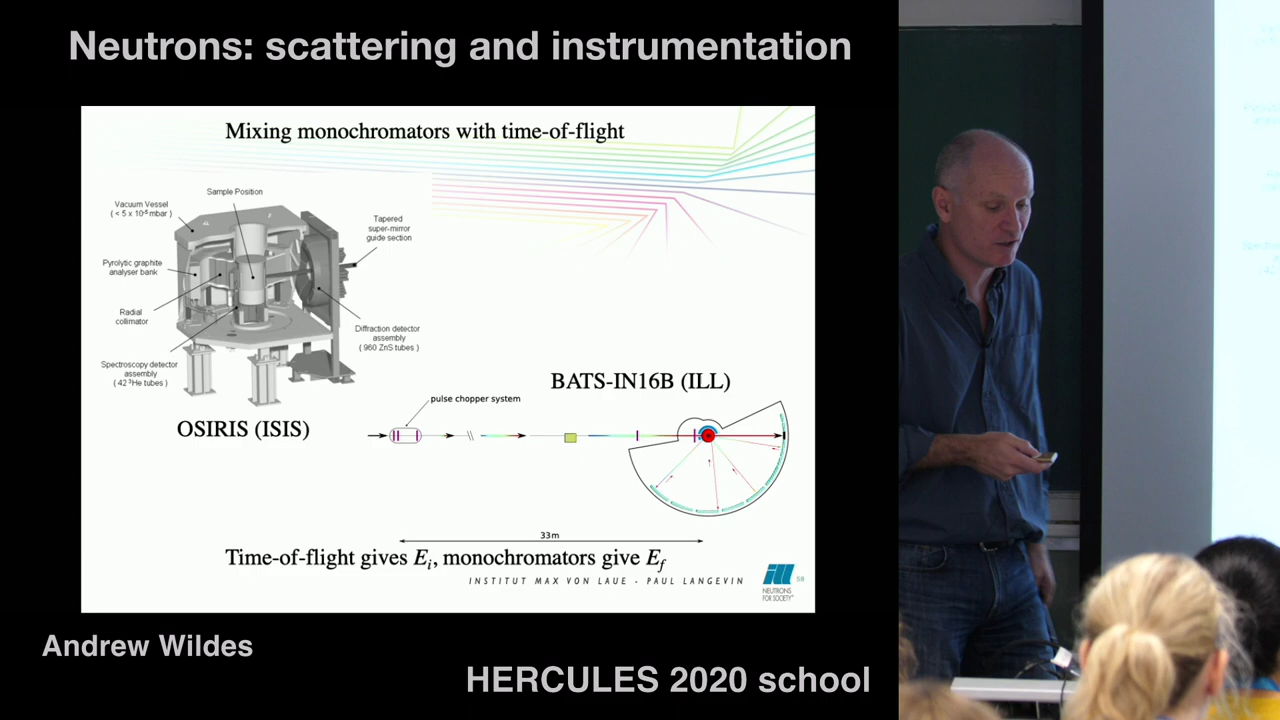 Neutrons: scattering and instrumentation
Mixing monochromators with time-of-flight
Sample Position
Vacuum Vessel
( < 5 x 10⁻⁶ mbar )
Tapered
super-mirror
guide section
Pyrolytic graphite
analyser bank
Radial
collimator
Diffraction detector
assembly
( 960 ZnS tubes )
Spectroscopy detector
assembly
( 42 ³He tubes )
BATS-IN16B (ILL)
pulse chopper system
OSIRIS (ISIS)
33m
Time-of-flight gives Eᵢ, monochromators give E_f
INSTITUT MAX VON LAUE - PAUL LANGEVIN
ill
NEUTRONS
FOR SOCIETY
58
Andrew Wildes
HERCULES 2020 school